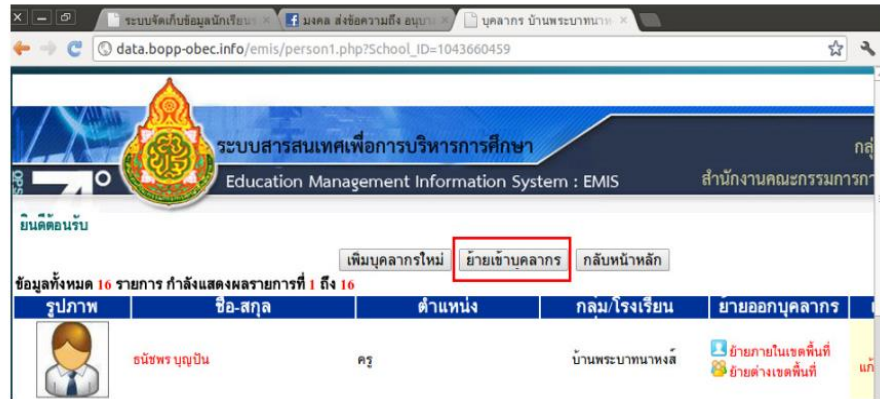 ระบบจัดเก็บข้อมูลนักเรียน
มงคล ส่งข้อความถึง อนุบา
บุคลากร บ้านพระบาทนาห
data.bopp-obec.info/emis/person1.php?School_ID=1043660459
ระบบสารสนเทศเพื่อการบริหารการศึกษา
กลุ่
OPS
Education Management Information System : EMIS
สำนักงานคณะกรรมการกา
ยินดีต้อนรับ
เพิ่มบุคลากรใหม่ ย้ายเข้าบุคลากร กลับหน้าหลัก
ข้อมูลทั้งหมด 16 รายการ กำลังแสดงผลรายการที่ 1 ถึง 16
รูปภาพ ชื่อ-สกุล ตำแหน่ง กลุ่ม/โรงเรียน ย้ายออกบุคลากร
ธนัชพร บุญปัน ครู บ้านพระบาทนาหงส์ ย้ายภายในเขตพื้นที่
ย้ายต่างเขตพื้นที่
แก้